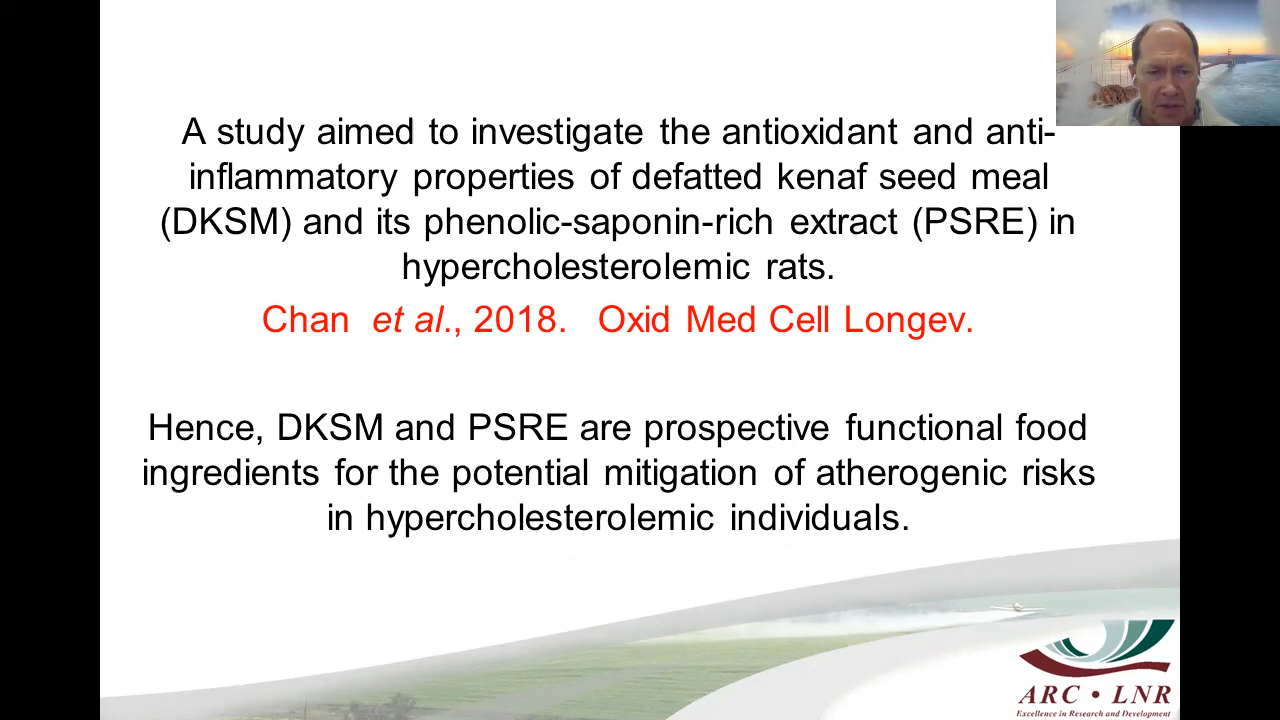 A study aimed to investigate the antioxidant and anti-
inflammatory properties of defatted kenaf seed meal
(DKSM) and its phenolic-saponin-rich extract (PSRE) in
hypercholesterolemic rats.
Chan et al., 2018. Oxid Med Cell Longev.
Hence, DKSM and PSRE are prospective functional food
ingredients for the potential mitigation of atherogenic risks
in hypercholesterolemic individuals.
ARC • LNR
Excellence in Research and Development